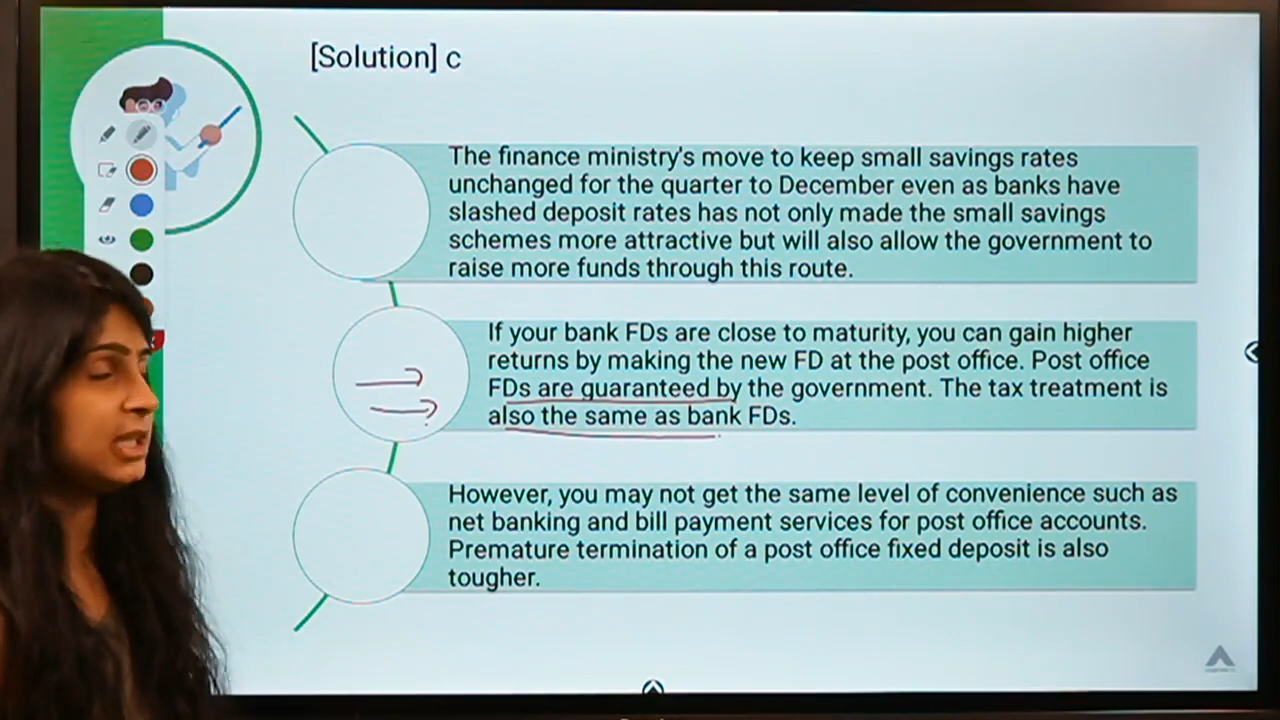 [Solution] c
The finance ministry's move to keep small savings rates
unchanged for the quarter to December even as banks have
slashed deposit rates has not only made the small savings
schemes more attractive but will also allow the government to
raise more funds through this route.
If your bank FDs are close to maturity, you can gain higher
returns by making the new FD at the post office. Post office
FDs are guaranteed by the government. The tax treatment is
also the same as bank FDs.
However, you may not get the same level of convenience such as
net banking and bill payment services for post office accounts.
Premature termination of a post office fixed deposit is also
tougher.